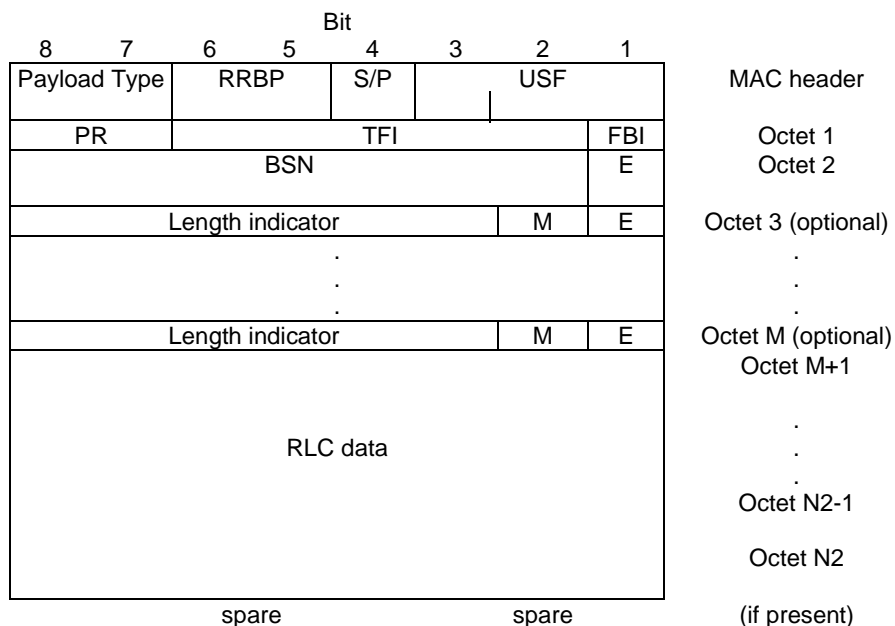 Bit
8 7 6 5 4 3 2 1
Payload Type RRBP S/P USF MAC header
PR TFI FBI Octet 1
BSN E Octet 2
Length indicator M E Octet 3 (optional)
. .
. .
. .
Length indicator M E Octet M (optional)
Octet M+1
.
RLC data .
.
Octet N2-1
Octet N2
spare spare (if present)